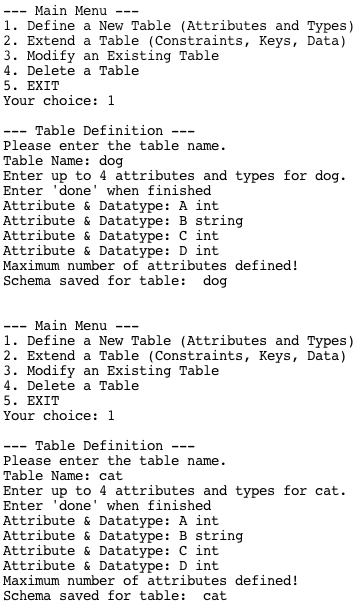 --- Main Menu ---
1. Define a New Table (Attributes and Types)
2. Extend a Table (Constraints, Keys, Data)
3. Modify an Existing Table
4. Delete a Table
5. EXIT
Your choice: 1
--- Table Definition ---
Please enter the table name.
Table Name: dog
Enter up to 4 attributes and types for dog.
Enter 'done' when finished
Attribute & Datatype: A int
Attribute & Datatype: B string
Attribute & Datatype: C int
Attribute & Datatype: D int
Maximum number of attributes defined!
Schema saved for table:  dog
--- Main Menu ---
1. Define a New Table (Attributes and Types)
2. Extend a Table (Constraints, Keys, Data)
3. Modify an Existing Table
4. Delete a Table
5. EXIT
Your choice: 1
--- Table Definition ---
Please enter the table name.
Table Name: cat
Enter up to 4 attributes and types for cat.
Enter 'done' when finished
Attribute & Datatype: A int
Attribute & Datatype: B string
Attribute & Datatype: C int
Attribute & Datatype: D int
Maximum number of attributes defined!
Schema saved for table:  cat